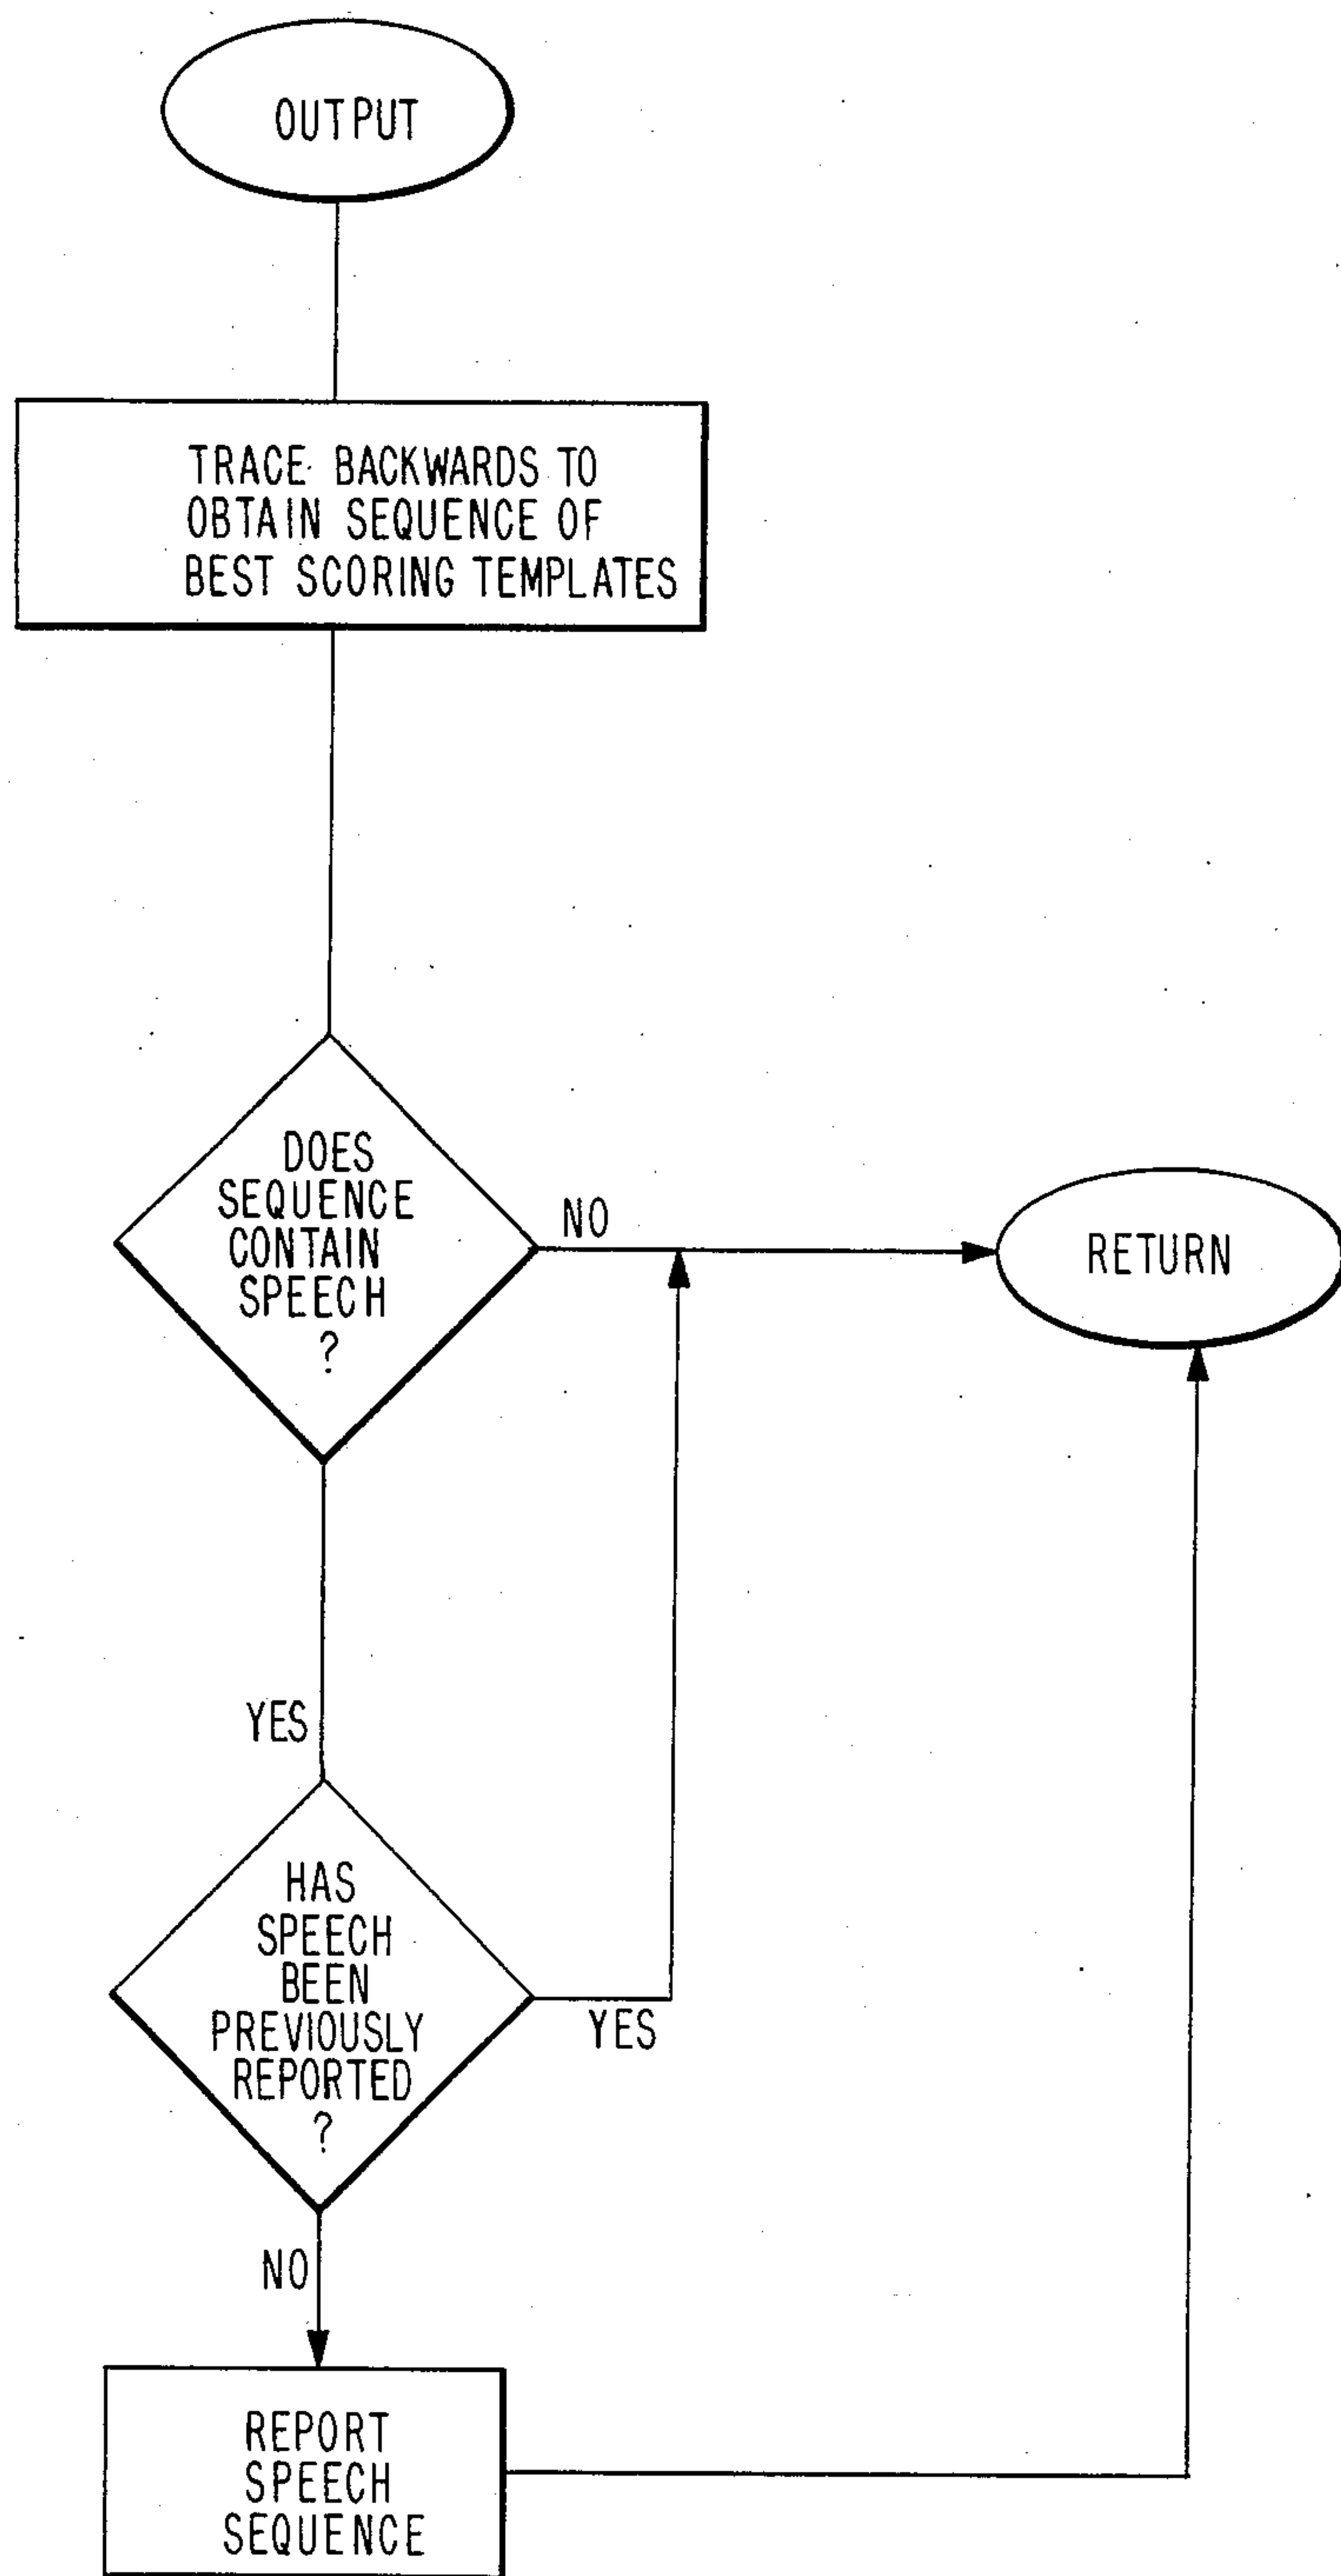 OUTPUT
TRACE BACKWARDS TO
OBTAIN SEQUENCE OF
BEST SCORING TEMPLATES
DOES
SEQUENCE
CONTAIN
SPEECH
?
NO
RETURN
YES
HAS
SPEECH
BEEN
PREVIOUSLY
REPORTED
?
YES
NO
REPORT
SPEECH
SEQUENCE